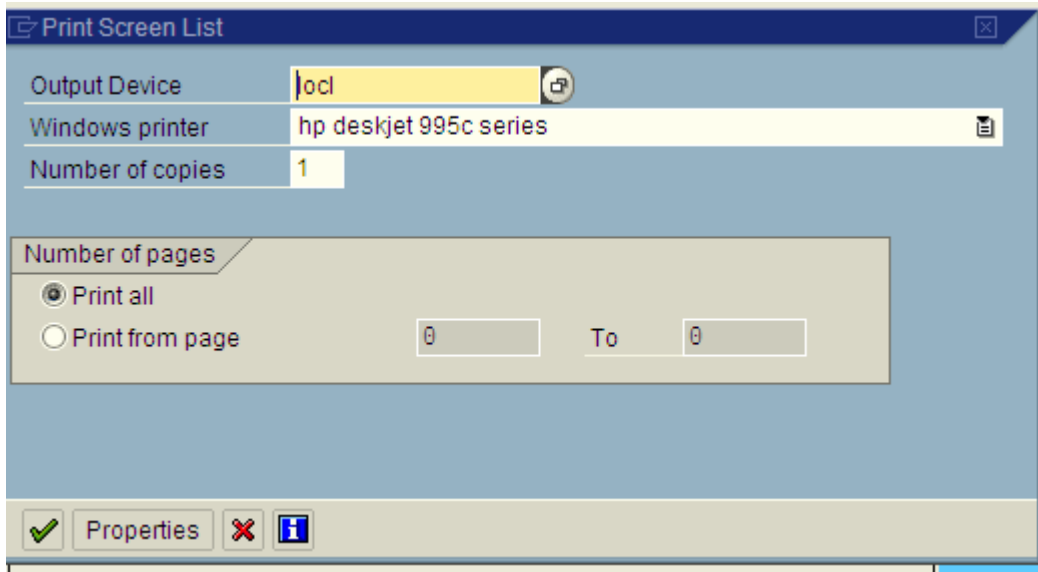 Print Screen List
Output Device locl
Windows printer hp deskjet 995c series
Number of copies 1
Number of pages
Print all
Print from page 0 To 0
Properties